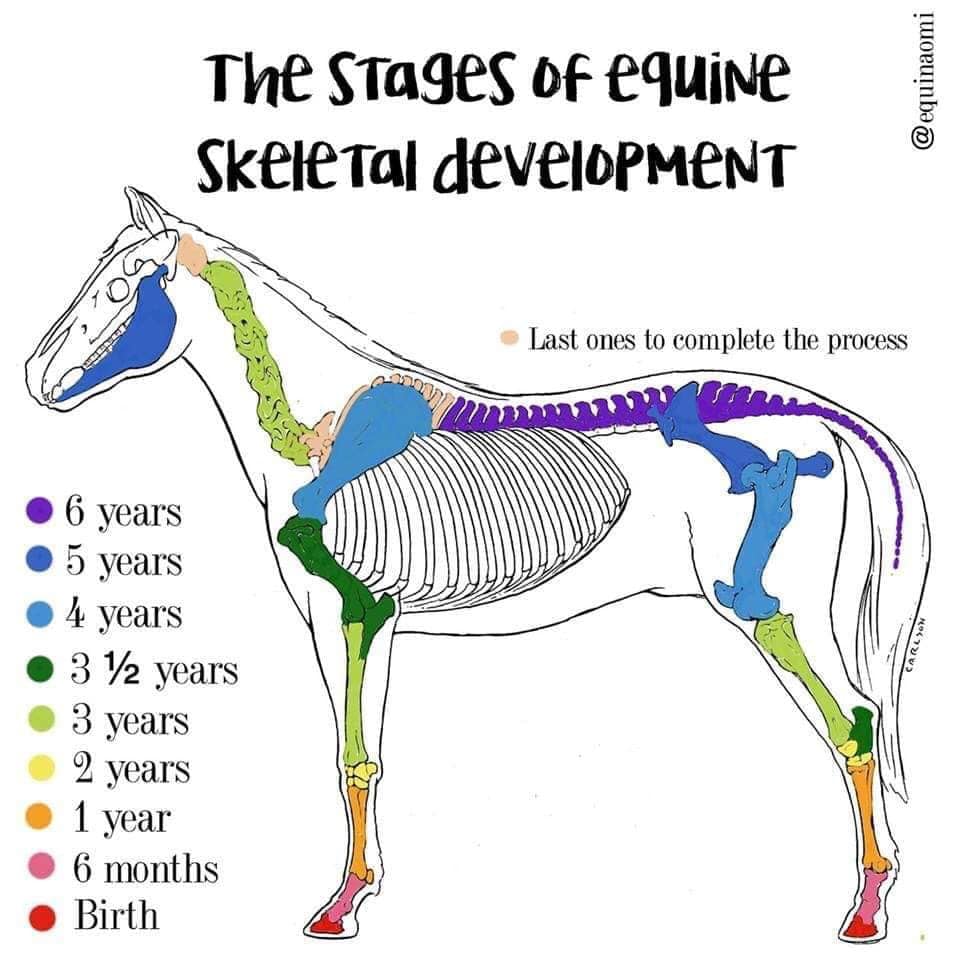 The Stages of equine
Skeletal development
@equinaomi
Last ones to complete the process
6 years
5 years
4 years
3 ½ years
3 years
2 years
1 year
6 months
Birth
CARLSON